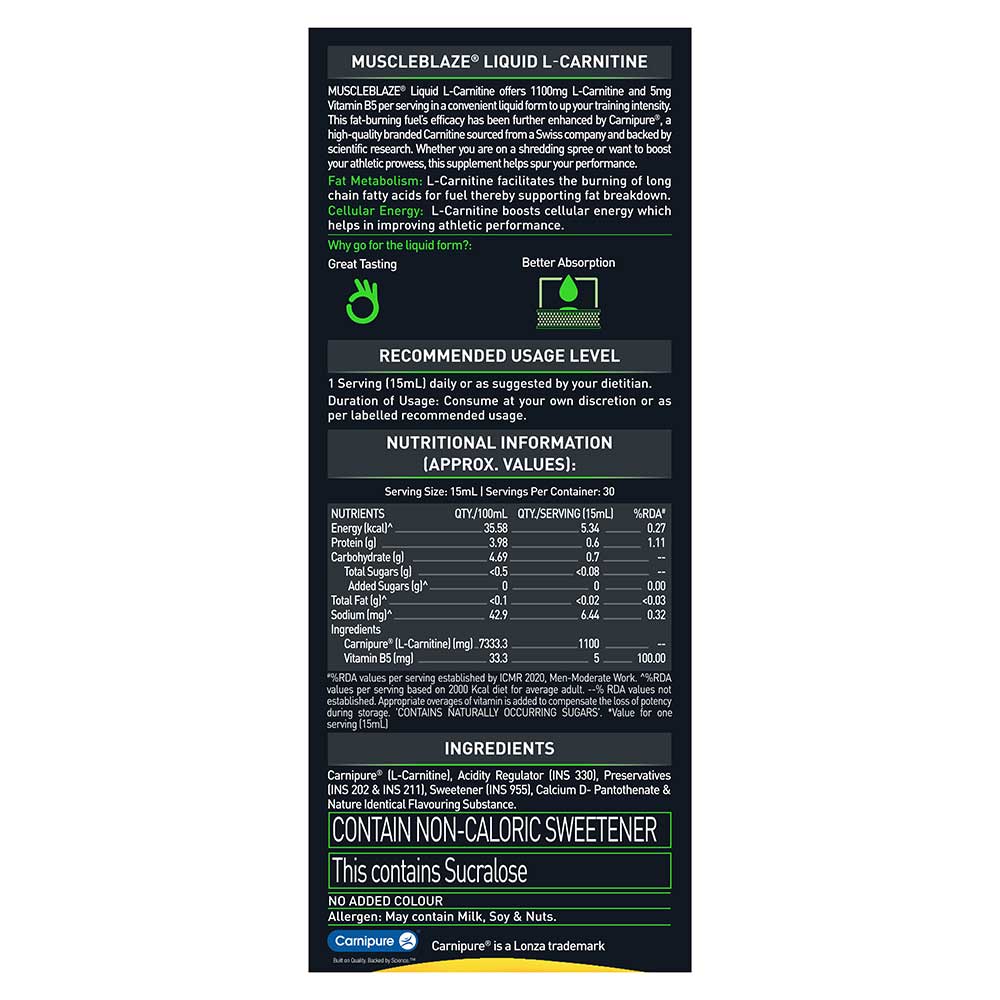 MUSCLEBLAZE® LIQUID L-CARNITINE
MUSCLEBLAZE® Liquid L-Carnitine offers 1100mg L-Carnitine and 5mg
Vitamin B5 per serving in a convenient liquid form to up your training intensity.
This fat-burning fuel's efficacy has been further enhanced by Carnipure®, a
high-quality branded Carnitine sourced from a Swiss company and backed by
scientific research. Whether you are on a shredding spree or want to boost
your athletic prowess, this supplement helps spur your performance.
Fat Metabolism: L-Carnitine facilitates the burning of long
chain fatty acids for fuel thereby supporting fat breakdown.
Cellular Energy: L-Carnitine boosts cellular energy which
helps in improving athletic performance.
Why go for the liquid form?:
Great Tasting Better Absorption
RECOMMENDED USAGE LEVEL
1 Serving (15mL) daily or as suggested by your dietitian.
Duration of Usage: Consume at your own discretion or as
per labelled recommended usage.
NUTRITIONAL INFORMATION
(APPROX. VALUES):
Serving Size: 15mL | Servings Per Container: 30
NUTRIENTS QTY./100mL QTY./SERVING (15mL) %RDA#
Energy (kcal)^ 35.58 5.34 0.27
Protein (g) 3.98 0.6 1.11
Carbohydrate (g) 4.69 0.7 --
Total Sugars (g) <0.5 <0.08 --
Added Sugars (g)^ 0 0 0.00
Total Fat (g)^ <0.1 <0.02 <0.03
Sodium (mg)^ 42.9 6.44 0.32
Ingredients
Carnipure® (L-Carnitine) (mg) 7333.3 1100 --
Vitamin B5 (mg) 33.3 5 100.00
#%RDA values per serving established by ICMR 2020, Men-Moderate Work. ^%RDA
values per serving based on 2000 Kcal diet for average adult. --% RDA values not
established. Appropriate overages of vitamin is added to compensate the loss of potency
during storage. 'CONTAINS NATURALLY OCCURRING SUGARS'. *Value for one
serving (15mL)
INGREDIENTS
Carnipure® (L-Carnitine), Acidity Regulator (INS 330), Preservatives
(INS 202 & INS 211), Sweetener (INS 955), Calcium D- Pantothenate &
Nature Identical Flavouring Substance.
CONTAIN NON-CALORIC SWEETENER
This contains Sucralose
NO ADDED COLOUR
Allergen: May contain Milk, Soy & Nuts.
Carnipure Carnipure® is a Lonza trademark
Built on Quality. Backed by Science.™